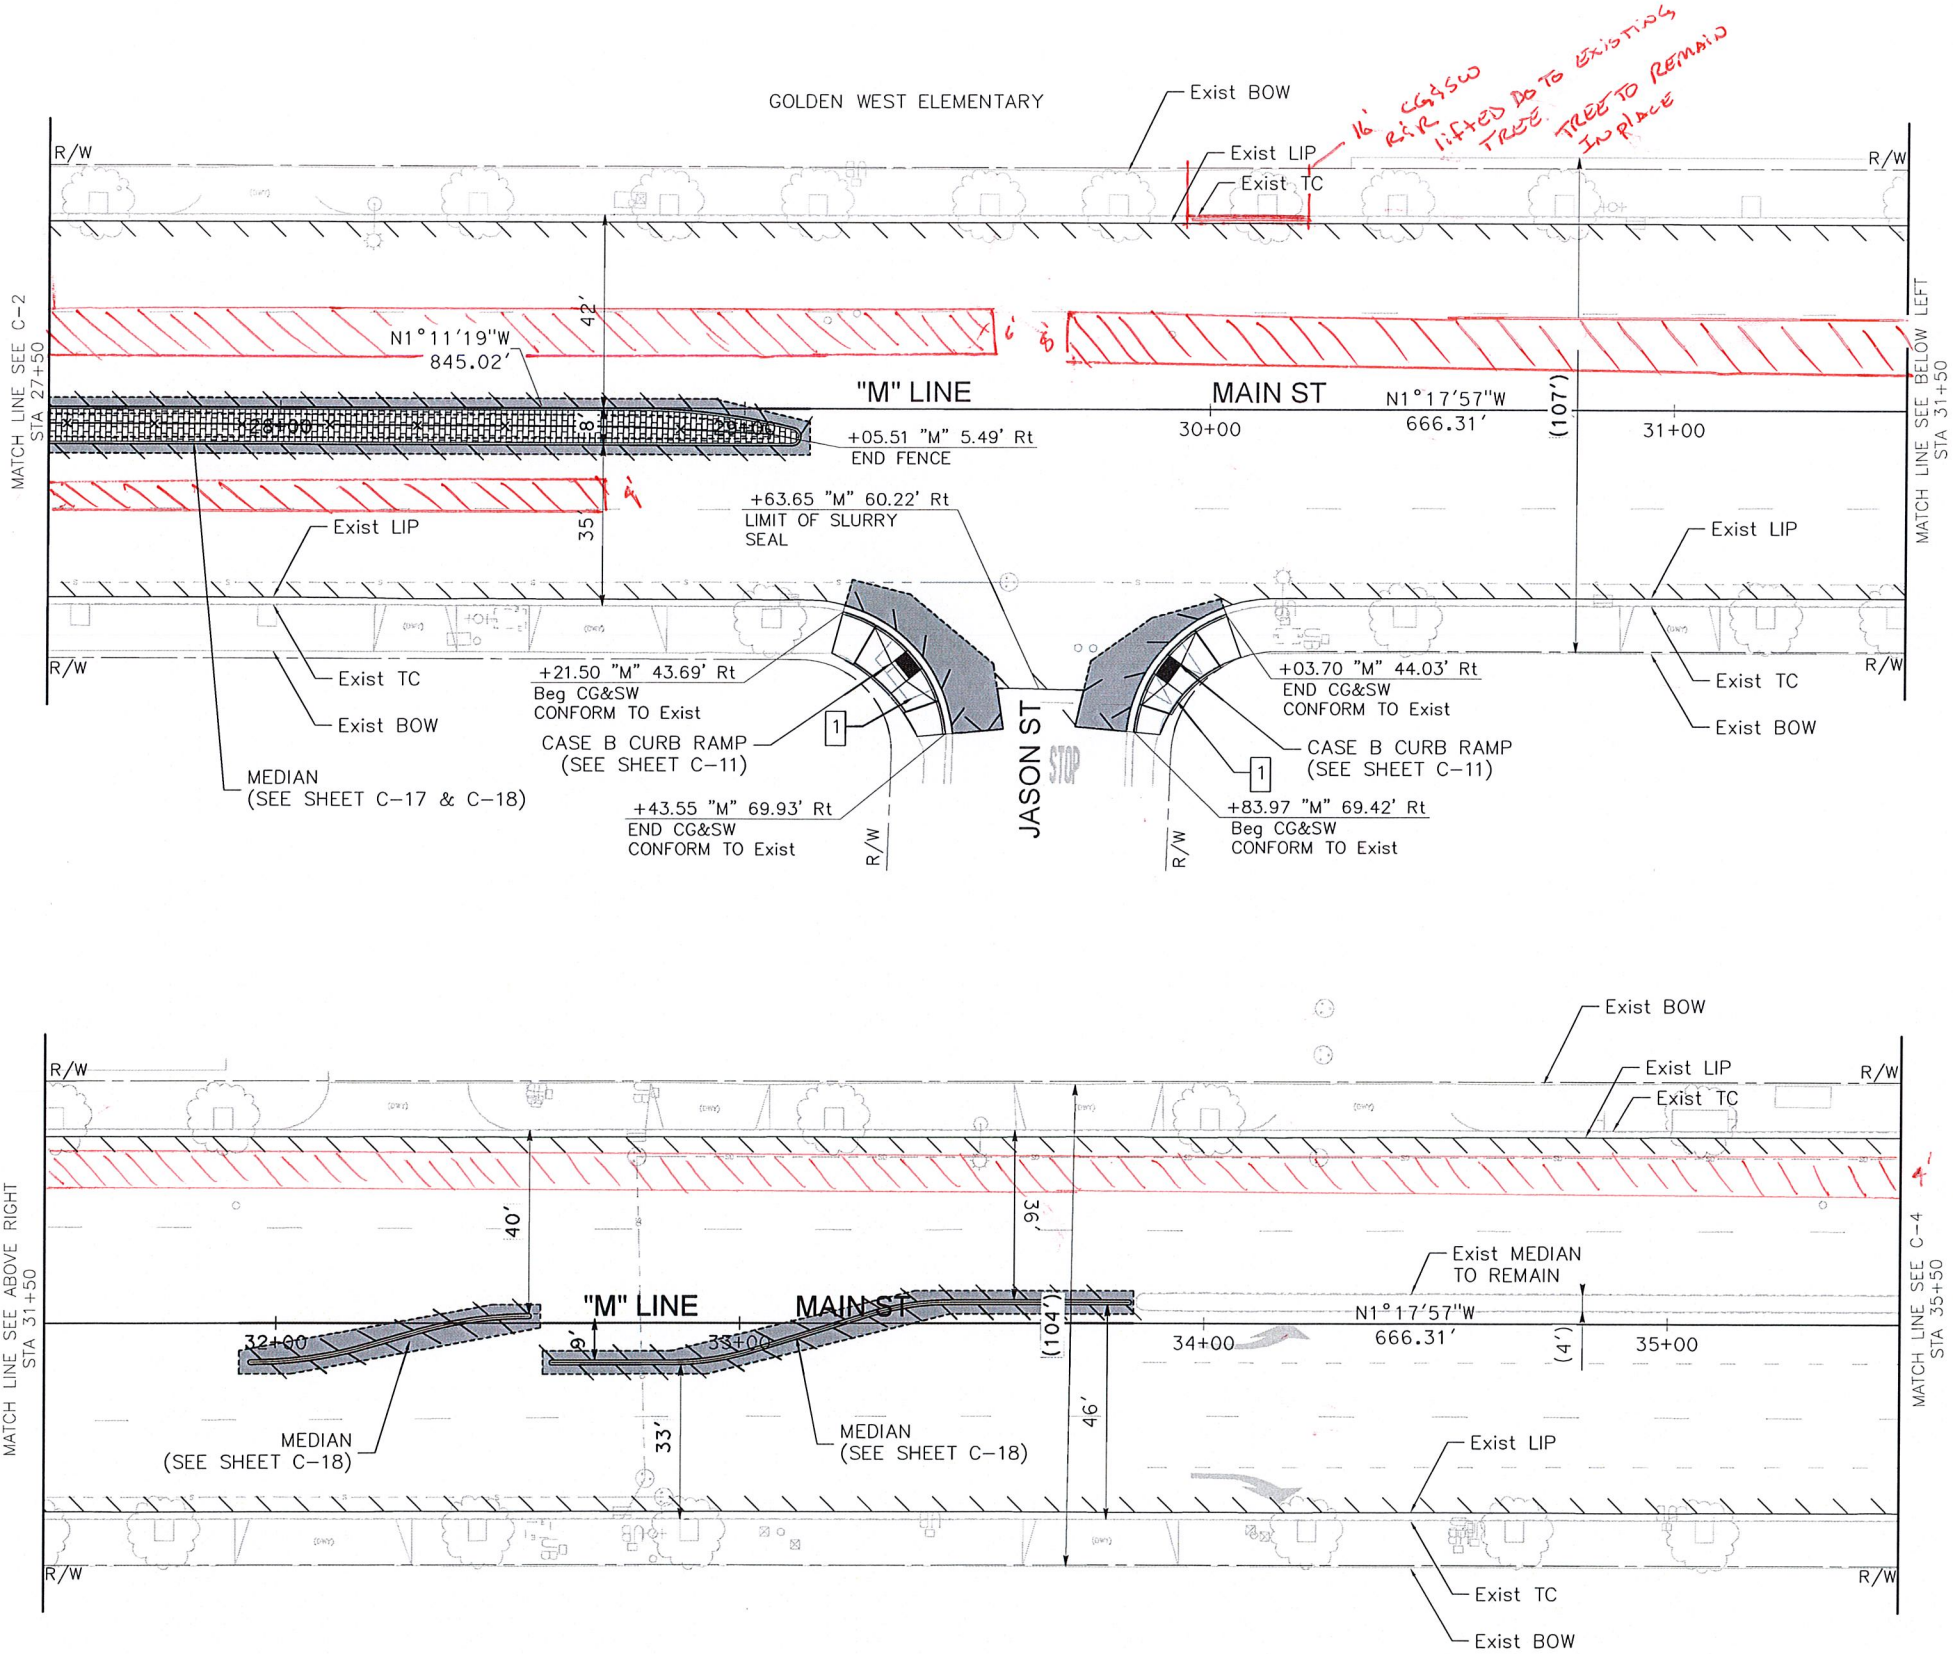 GOLDEN WEST ELEMENTARY
Exist BOW
16' CG&SW
R&R
lifted Do To EXISTING
TREE. TREE TO REMAIN
IN PLACE
R/W
Exist LIP
Exist TC
R/W
MATCH LINE SEE C-2
STA 27+50
42'
N1°11'19"W
845.02'
6'
8'
"M" LINE
MAIN ST
N1°17'57"W
666.31'
(107')
MATCH LINE SEE BELOW LEFT
STA 31+50
28+00
8'
29+00
30+00
31+00
+05.51 "M" 5.49' Rt
END FENCE
4'
35'
+63.65 "M" 60.22' Rt
LIMIT OF SLURRY
SEAL
Exist LIP
Exist LIP
R/W
Exist TC
Exist BOW
+21.50 "M" 43.69' Rt
Beg CG&SW
CONFORM TO Exist
1
CASE B CURB RAMP
(SEE SHEET C-11)
MEDIAN
(SEE SHEET C-17 & C-18)
+43.55 "M" 69.93' Rt
END CG&SW
CONFORM TO Exist
R/W
JASON ST
STOP
R/W
+03.70 "M" 44.03' Rt
END CG&SW
CONFORM TO Exist
CASE B CURB RAMP
(SEE SHEET C-11)
1
+83.97 "M" 69.42' Rt
Beg CG&SW
CONFORM TO Exist
R/W
Exist TC
Exist BOW
Exist BOW
R/W
Exist LIP
Exist TC
R/W
4'
MATCH LINE SEE ABOVE RIGHT
STA 31+50
40'
36'
Exist MEDIAN
TO REMAIN
"M" LINE
MAIN ST
N1°17'57"W
666.31'
32+00
9'
33+00
(104')
34+00
(4')
35+00
MATCH LINE SEE C-4
STA 35+50
MEDIAN
(SEE SHEET C-18)
33'
MEDIAN
(SEE SHEET C-18)
46'
Exist LIP
R/W
R/W
Exist TC
Exist BOW